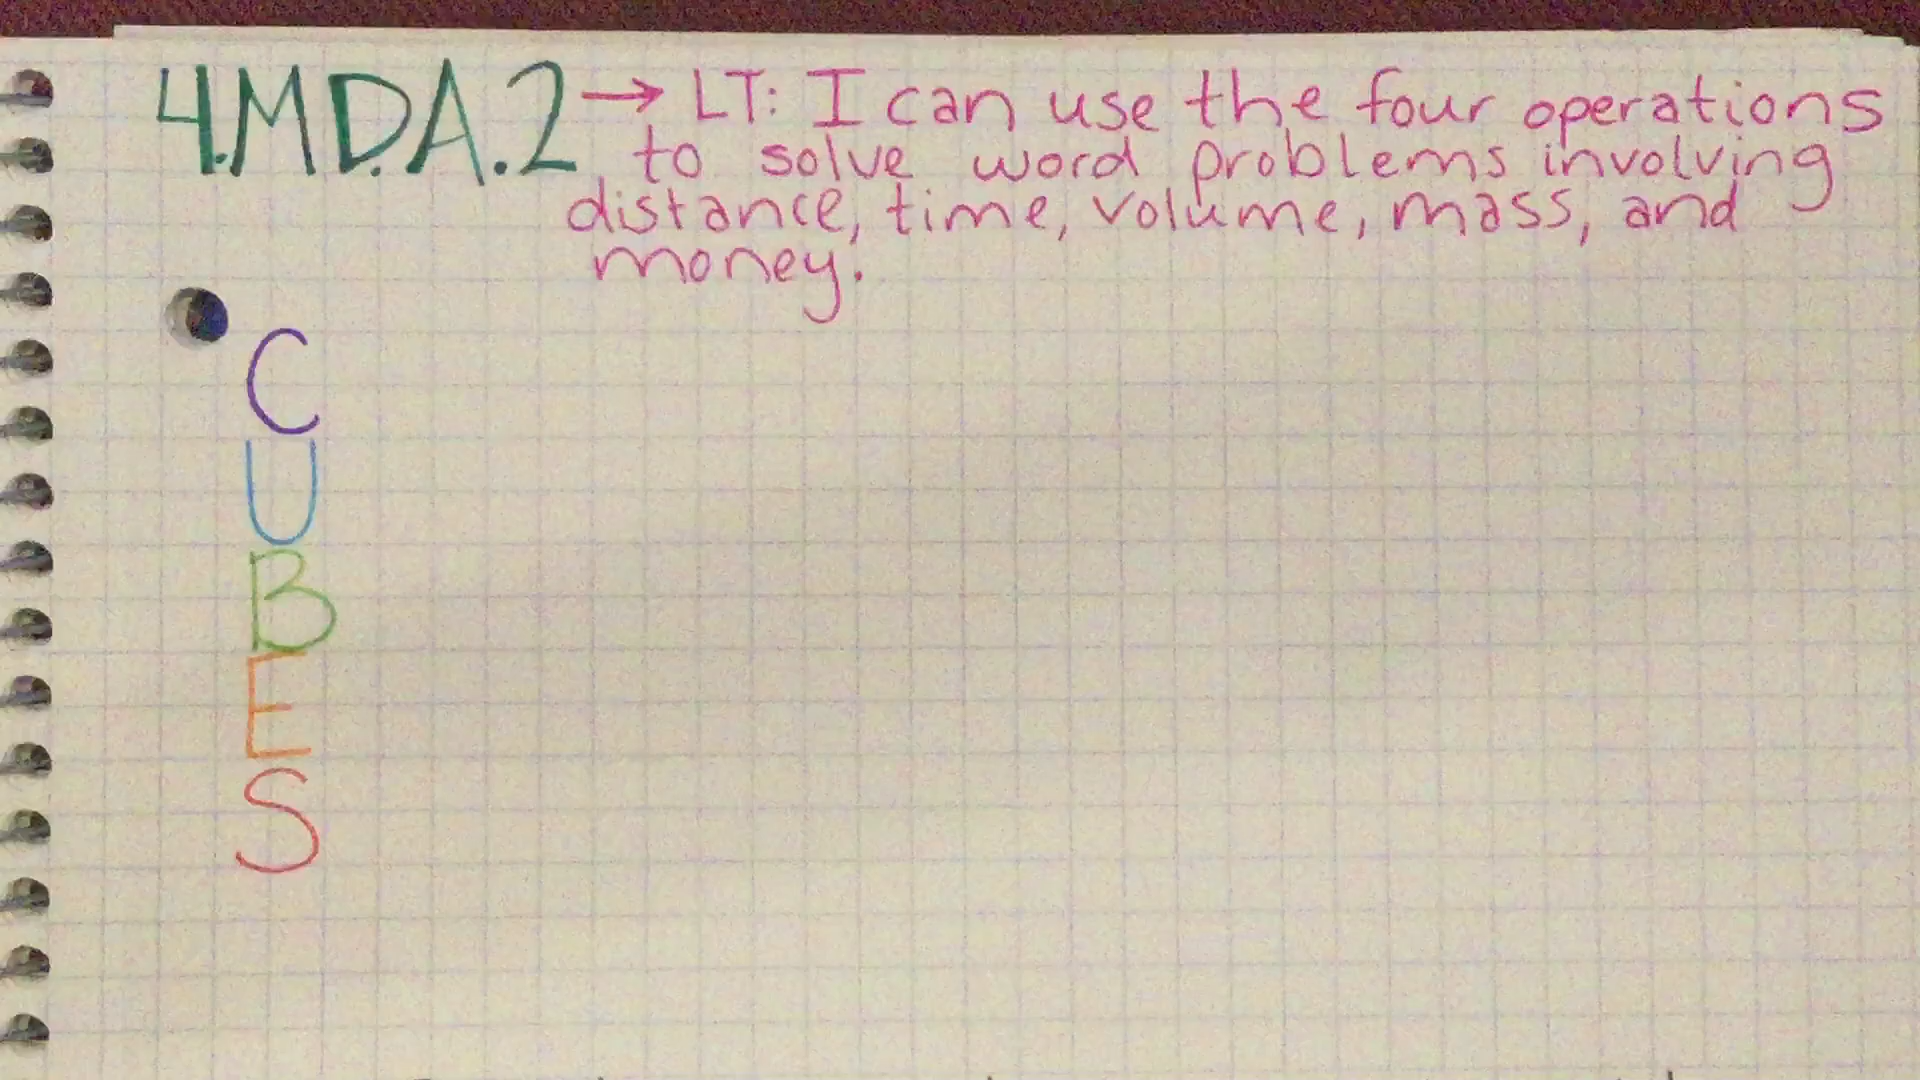 4.MD.A.2 → LT: I can use the four operations
to solve word problems involving
distance, time, volume, mass, and
money.
C
U
B
E
S